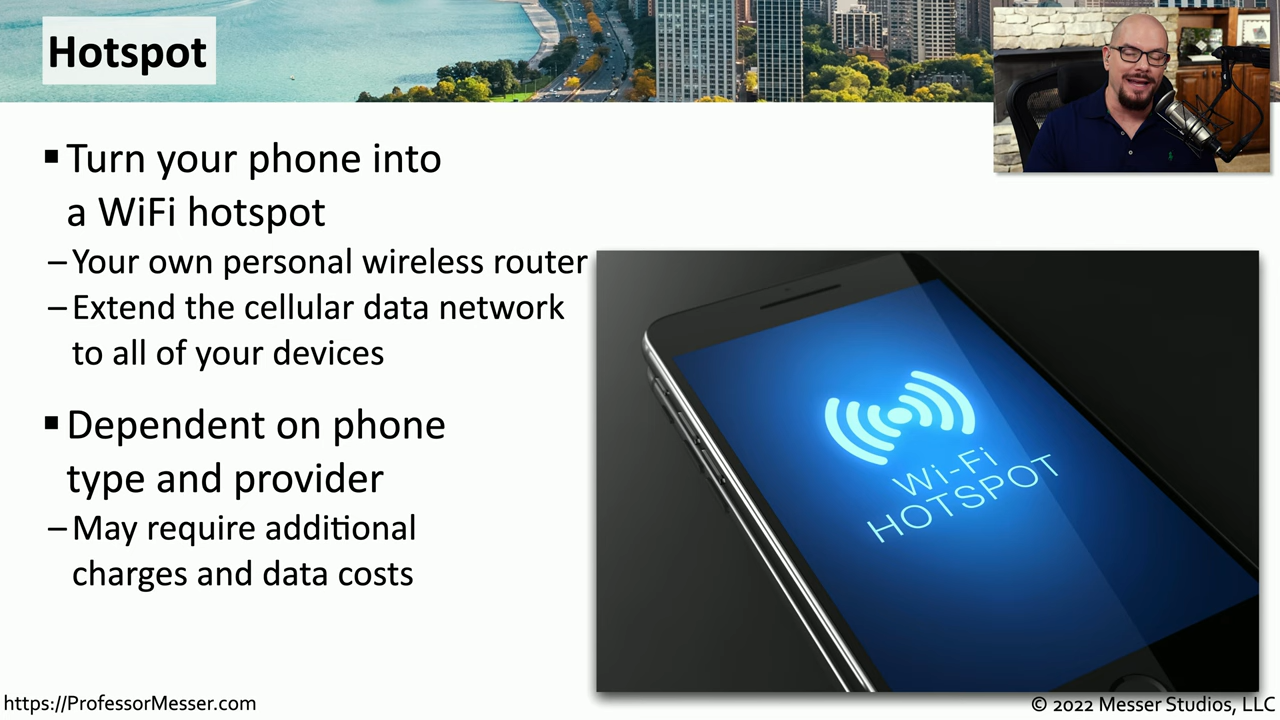 Hotspot
▪ Turn your phone into
a WiFi hotspot
– Your own personal wireless router
– Extend the cellular data network
to all of your devices
▪ Dependent on phone
type and provider
– May require additional
charges and data costs
Wi-Fi
HOTSPOT
https://ProfessorMesser.com
© 2022 Messer Studios, LLC